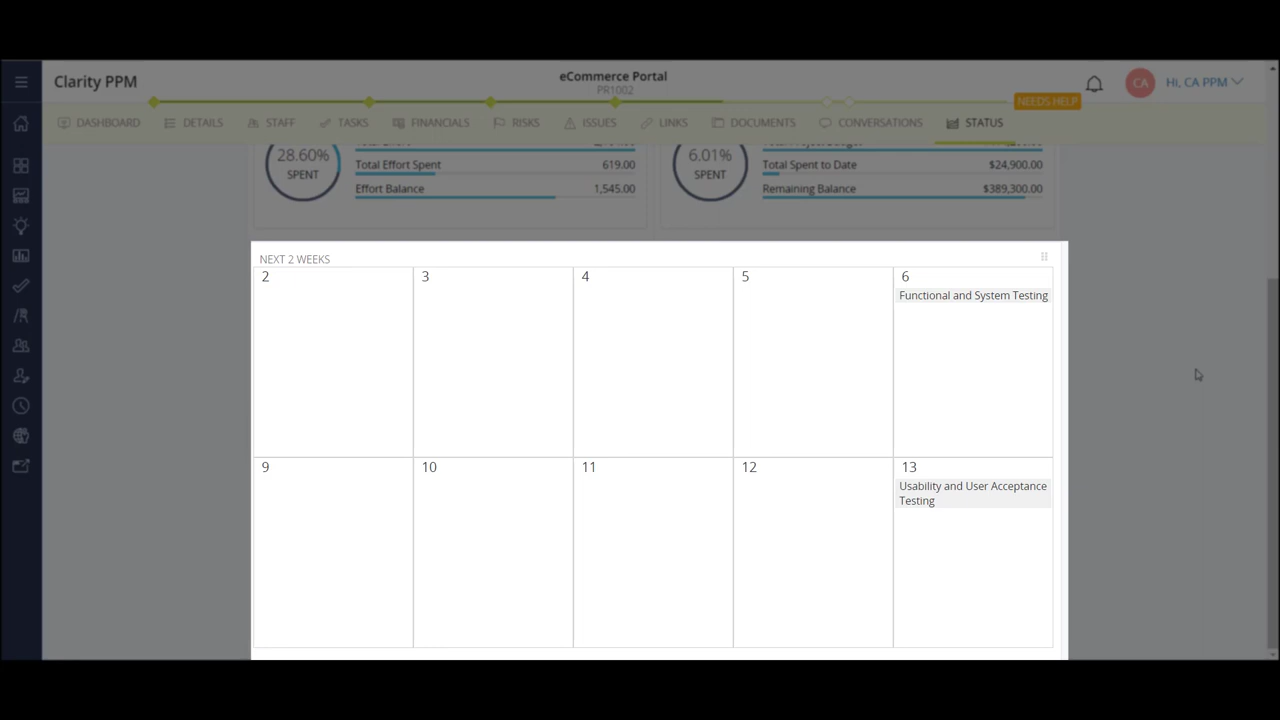 Clarity PPM
eCommerce Portal
PR1002
CA
Hi, CA PPM
NEEDS HELP
DASHBOARD
DETAILS
STAFF
TASKS
FINANCIALS
RISKS
ISSUES
LINKS
DOCUMENTS
CONVERSATIONS
STATUS
28.60%
SPENT
Total Effort Spent 619.00
Effort Balance 1,545.00
6.01%
SPENT
Total Spent to Date $24,900.00
Remaining Balance $389,300.00
NEXT 2 WEEKS
2
3
4
5
6
Functional and System Testing
9
10
11
12
13
Usability and User Acceptance
Testing